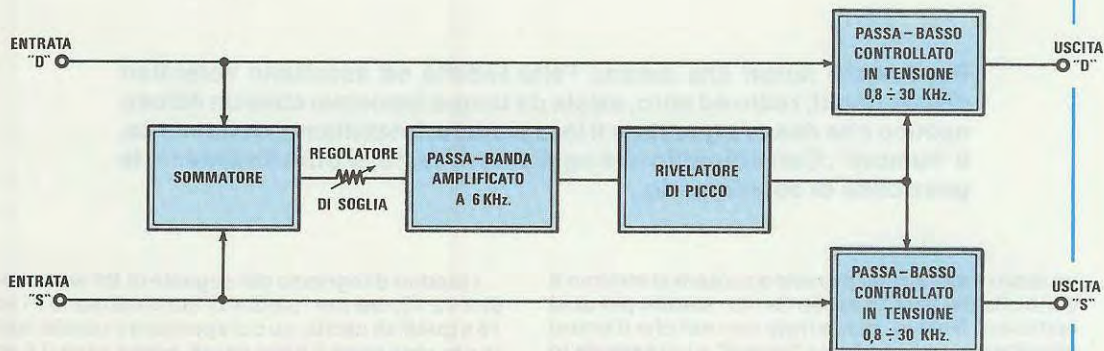 ENTRATA
"D"
PASSA-BASSO
CONTROLLATO
IN TENSIONE
0,8 ÷ 30 KHz.
USCITA
"D"
SOMMATORE
REGOLATORE
DI SOGLIA
PASSA-BANDA
AMPLIFICATO
A 6 KHz.
RIVELATORE
DI PICCO
ENTRATA
"S"
PASSA-BASSO
CONTROLLATO
IN TENSIONE
0,8 ÷ 30 KHz.
USCITA
"S"